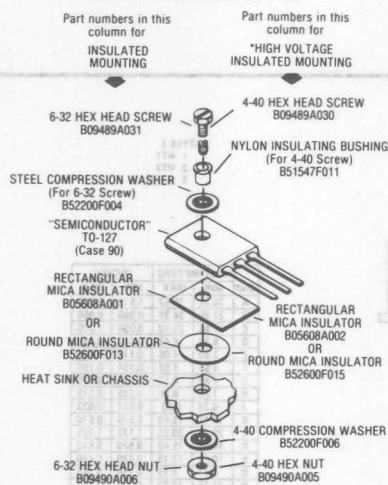 Part numbers in this
column for
INSULATED
MOUNTING
Part numbers in this
column for
*HIGH VOLTAGE
INSULATED MOUNTING
6-32 HEX HEAD SCREW
B09489A031
4-40 HEX HEAD SCREW
B09489A030
NYLON INSULATING BUSHING
(For 4-40 Screw)
B51547F011
STEEL COMPRESSION WASHER
(For 6-32 Screw)
B52200F004
"SEMICONDUCTOR"
TO-127
(Case 90)
RECTANGULAR
MICA INSULATOR
B05608A001
OR
ROUND MICA INSULATOR
B52600F013
RECTANGULAR
MICA INSULATOR
B05608A002
OR
ROUND MICA INSULATOR
B52600F015
HEAT SINK OR CHASSIS
4-40 COMPRESSION WASHER
B52200F006
6-32 HEX HEAD NUT
B09490A006
4-40 HEX NUT
B09490A005